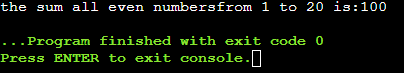 the sum all even numbersfrom 1 to 20 is:100
...Program finished with exit code 0
Press ENTER to exit console.